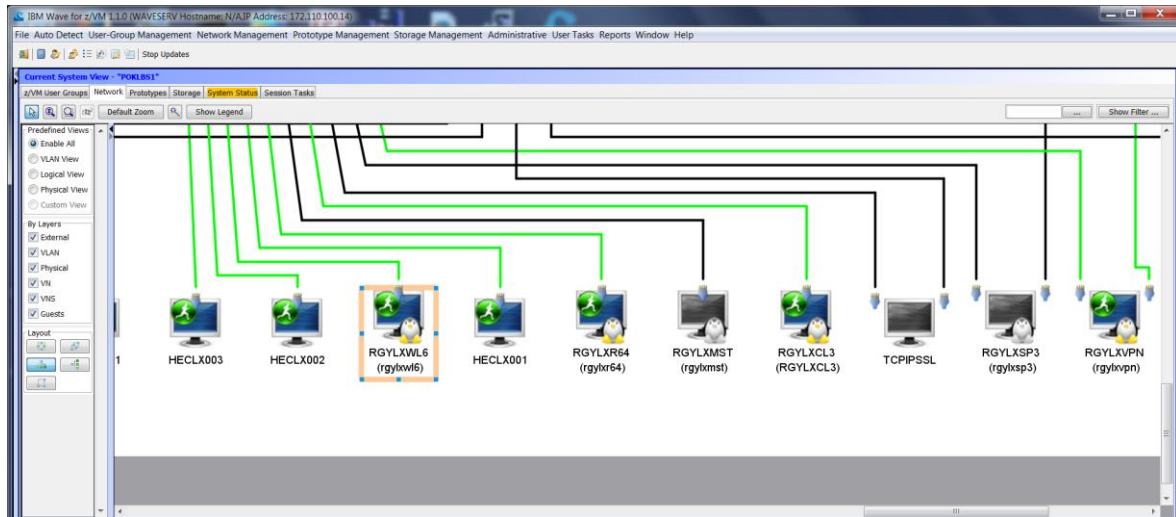 IBM Wave for z/VM 1.1.0 (WAVESERV Hostname: N/A,IP Address: 172.110.100.14)
File Auto Detect User-Group Management Network Management Prototype Management Storage Management Administrative User Tasks Reports Window Help
Stop Updates
Current System View - "POKLBS1"
z/VM User Groups Network Prototypes Storage System Status Session Tasks
Default Zoom Show Legend ... Show Filter ...
Predefined Views
Enable All
VLAN View
Logical View
Physical View
Custom View
By Layers
External
VLAN
Physical
VN
VNS
Guests
Layout
1 HECLX003 HECLX002 RGYLXWL6 HECLX001 RGYLXR64 RGYLXMST RGYLXCL3 TCPIPSSL RGYLXSP3 RGYLXVPN
(rgylxwl6) (rgylxr64) (rgylxmst) (RGYLXCL3) (rgylxsp3) (rgylxvpn)